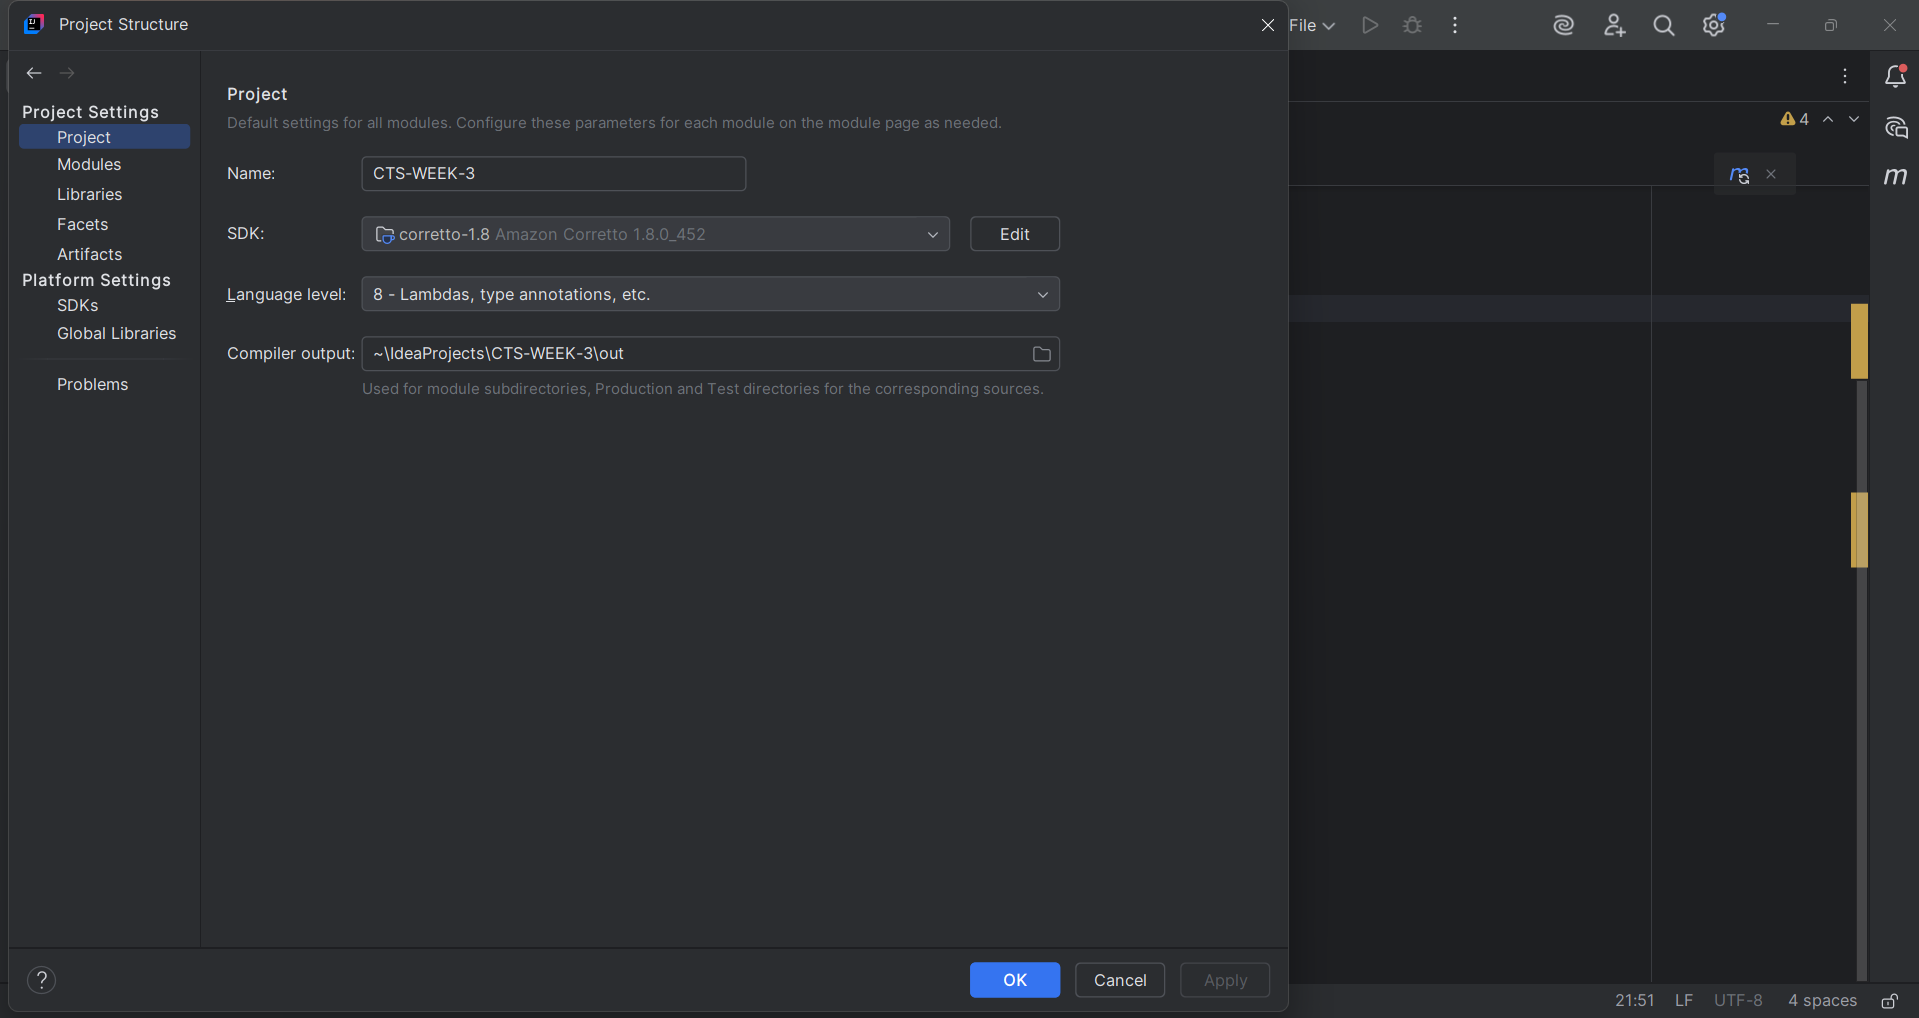 Project Structure
File
Project Settings
Project
Modules
Libraries
Facets
Artifacts
Platform Settings
SDKs
Global Libraries
Problems
Project
Default settings for all modules. Configure these parameters for each module on the module page as needed.
Name: CTS-WEEK-3
SDK: corretto-1.8 Amazon Corretto 1.8.0_452 Edit
Language level: 8 - Lambdas, type annotations, etc.
Compiler output: ~\IdeaProjects\CTS-WEEK-3\out
Used for module subdirectories, Production and Test directories for the corresponding sources.
4
m
m
? OK Cancel Apply
21:51 LF UTF-8 4 spaces